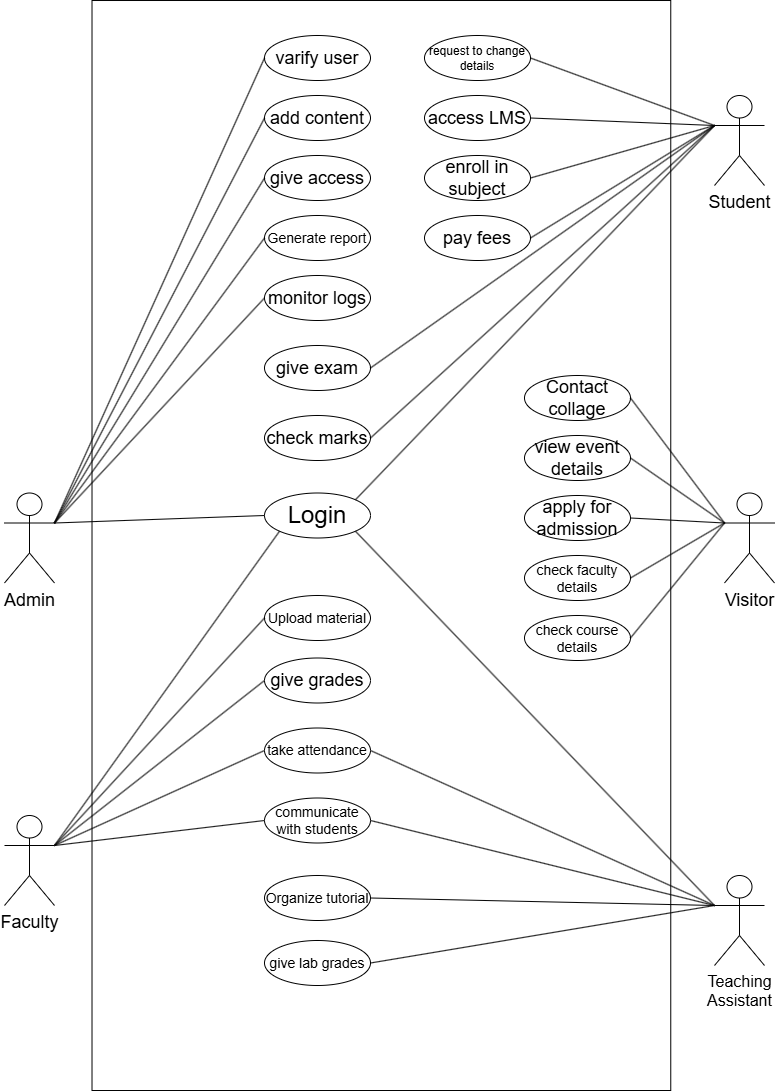 varify user
request to change
details
add content
access LMS
give access
enroll in
subject
Student
Generate report
pay fees
monitor logs
give exam
Contact
collage
check marks
view event
details
Login
apply for
admission
Admin
Visitor
check faculty
details
Upload material
check course
details
give grades
take attendance
communicate
with students
Faculty
Organize tutorial
give lab grades
Teaching
Assistant